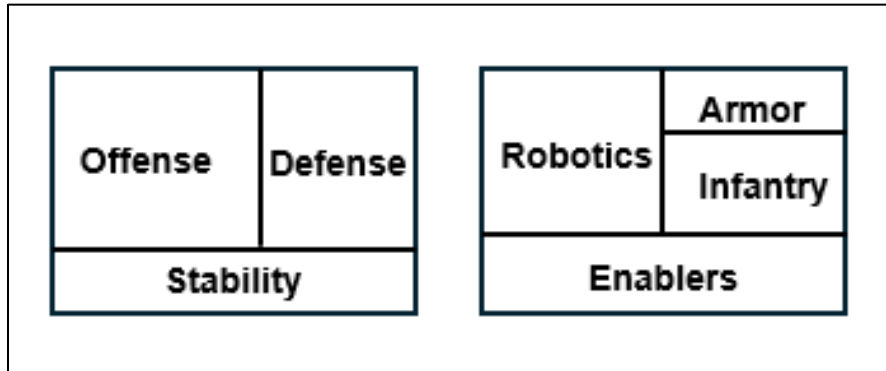 Offense
Defense
Stability
Robotics
Armor
Infantry
Enablers